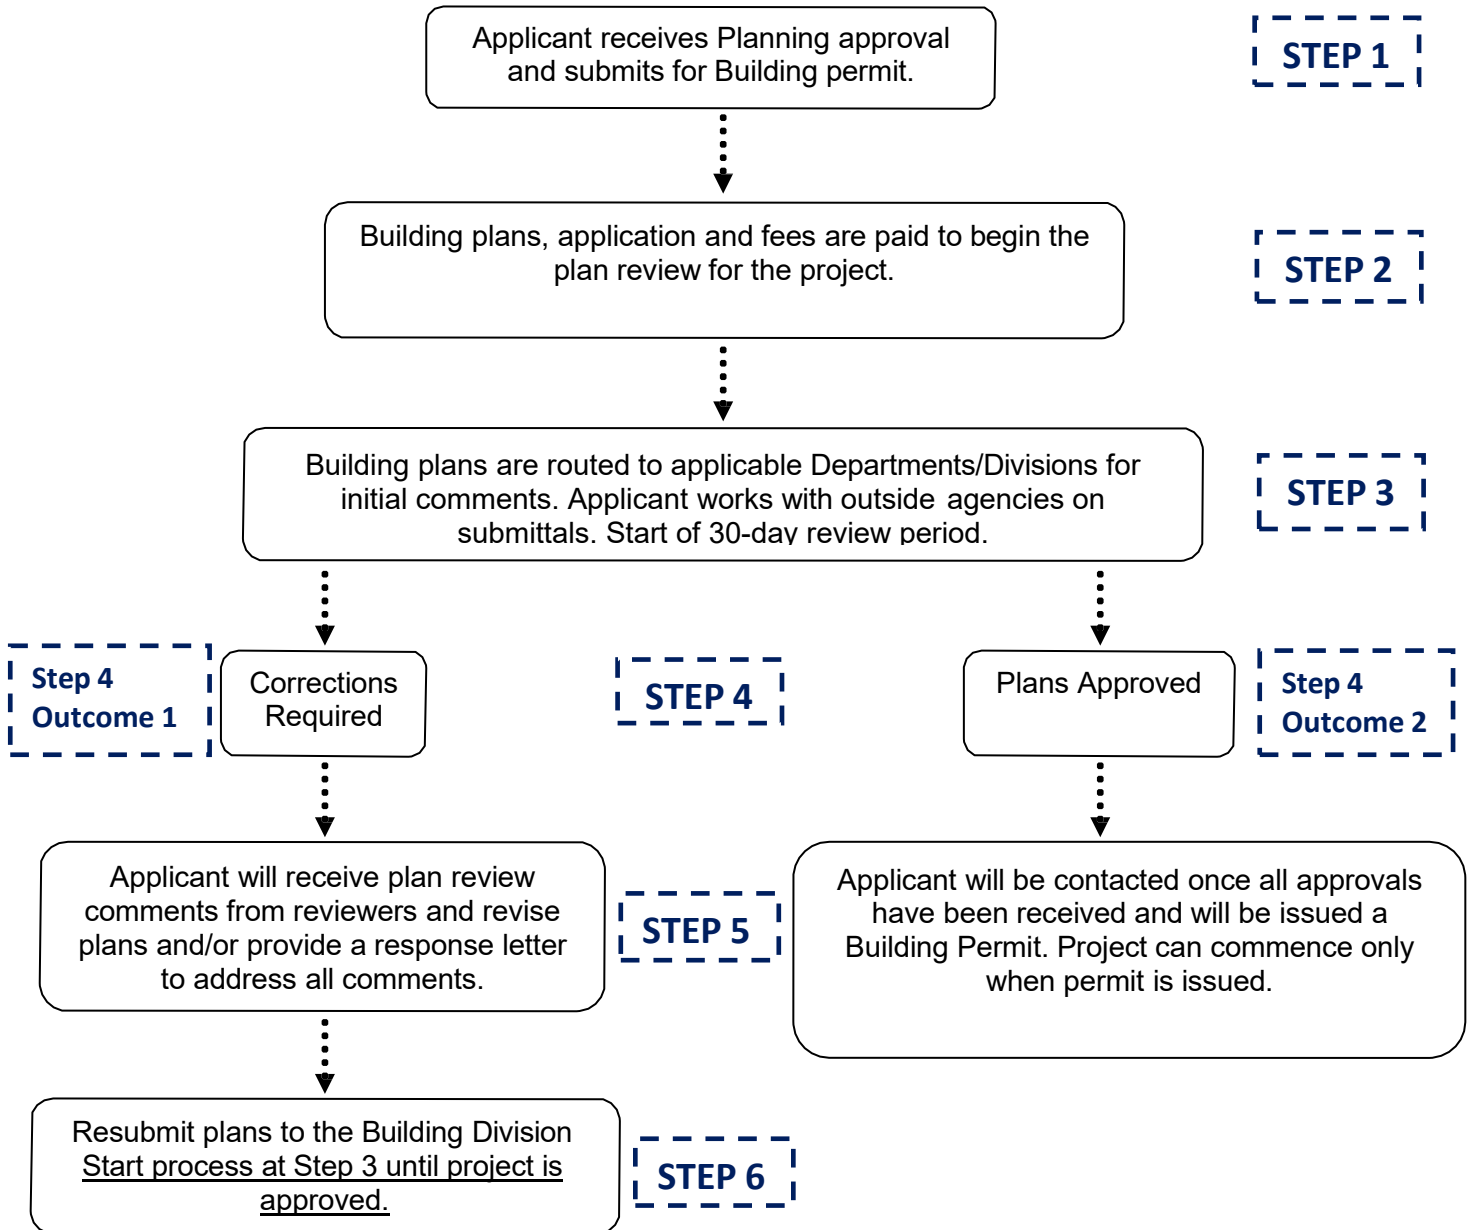 Applicant receives Planning approval
and submits for Building permit.
STEP 1
Building plans, application and fees are paid to begin the
plan review for the project.
STEP 2
Building plans are routed to applicable Departments/Divisions for
initial comments. Applicant works with outside agencies on
submittals. Start of 30-day review period.
STEP 3
Step 4
Outcome 1
Corrections
Required
STEP 4
Plans Approved
Step 4
Outcome 2
Applicant will receive plan review
comments from reviewers and revise
plans and/or provide a response letter
to address all comments.
STEP 5
Applicant will be contacted once all approvals
have been received and will be issued a
Building Permit. Project can commence only
when permit is issued.
Resubmit plans to the Building Division
Start process at Step 3 until project is
approved.
STEP 6